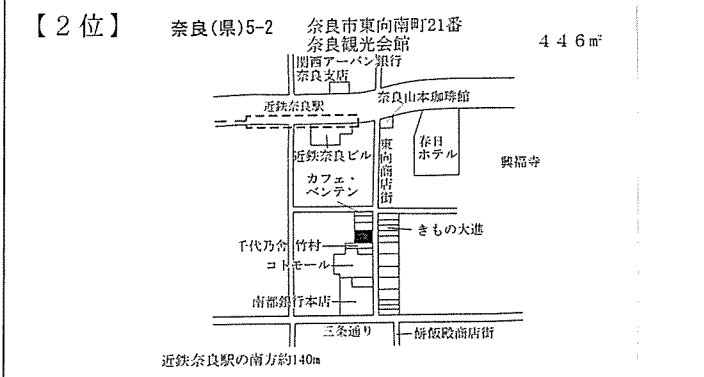 【2位】 奈良(県)5-2 奈良市東向南町21番
奈良観光会館
446㎡
関西アーバン銀行
奈良支店
近鉄奈良駅
奈良山本珈琲館
近鉄奈良ビル
東向商店街
春日
ホテル
興福寺
カフェ・
ベンテン
きもの大進
千代乃舎 竹村
コトモール
南都銀行本店
三条通り
餅飯殿商店街
近鉄奈良駅の南方約140m